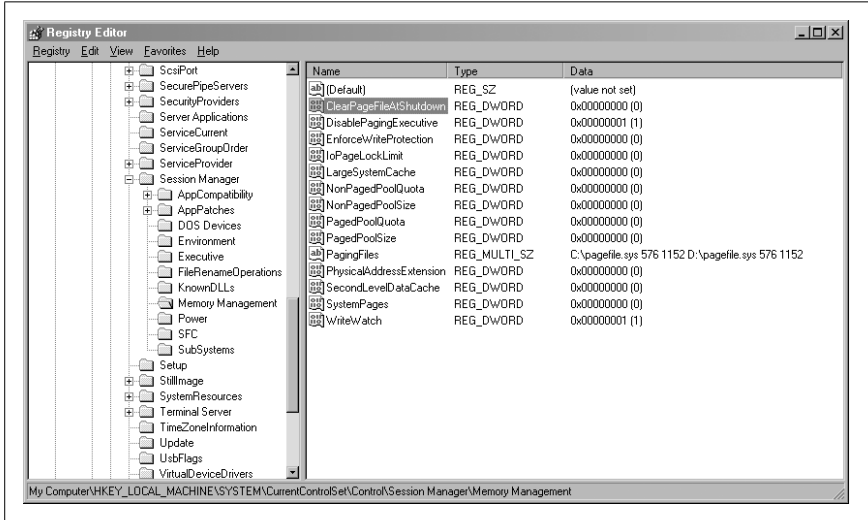 Registry Editor
Registry Edit View Favorites Help
ScsiPort
SecurePipeServers
SecurityProviders
Server Applications
ServiceCurrent
ServiceGroupOrder
ServiceProvider
Session Manager
AppCompatibility
AppPatches
DOS Devices
Environment
Executive
FileRenameOperations
KnownDLLs
Memory Management
Power
SFC
SubSystems
Setup
StillImage
SystemResources
Terminal Server
TimeZoneInformation
Update
UsbFlags
VirtualDeviceDrivers
Name Type Data
(Default) REG_SZ (value not set)
ClearPageFileAtShutdown REG_DWORD 0x00000000 (0)
DisablePagingExecutive REG_DWORD 0x00000001 (1)
EnforceWriteProtection REG_DWORD 0x00000000 (0)
IoPageLockLimit REG_DWORD 0x00000000 (0)
LargeSystemCache REG_DWORD 0x00000000 (0)
NonPagedPoolQuota REG_DWORD 0x00000000 (0)
NonPagedPoolSize REG_DWORD 0x00000000 (0)
PagedPoolQuota REG_DWORD 0x00000000 (0)
PagedPoolSize REG_DWORD 0x00000000 (0)
PagingFiles REG_MULTI_SZ C:\pagefile.sys 576 1152 D:\pagefile.sys 576 1152
PhysicalAddressExtension REG_DWORD 0x00000000 (0)
SecondLevelDataCache REG_DWORD 0x00000000 (0)
SystemPages REG_DWORD 0x00000000 (0)
WriteWatch REG_DWORD 0x00000001 (1)
My Computer\HKEY_LOCAL_MACHINE\SYSTEM\CurrentControlSet\Control\Session Manager\Memory Management